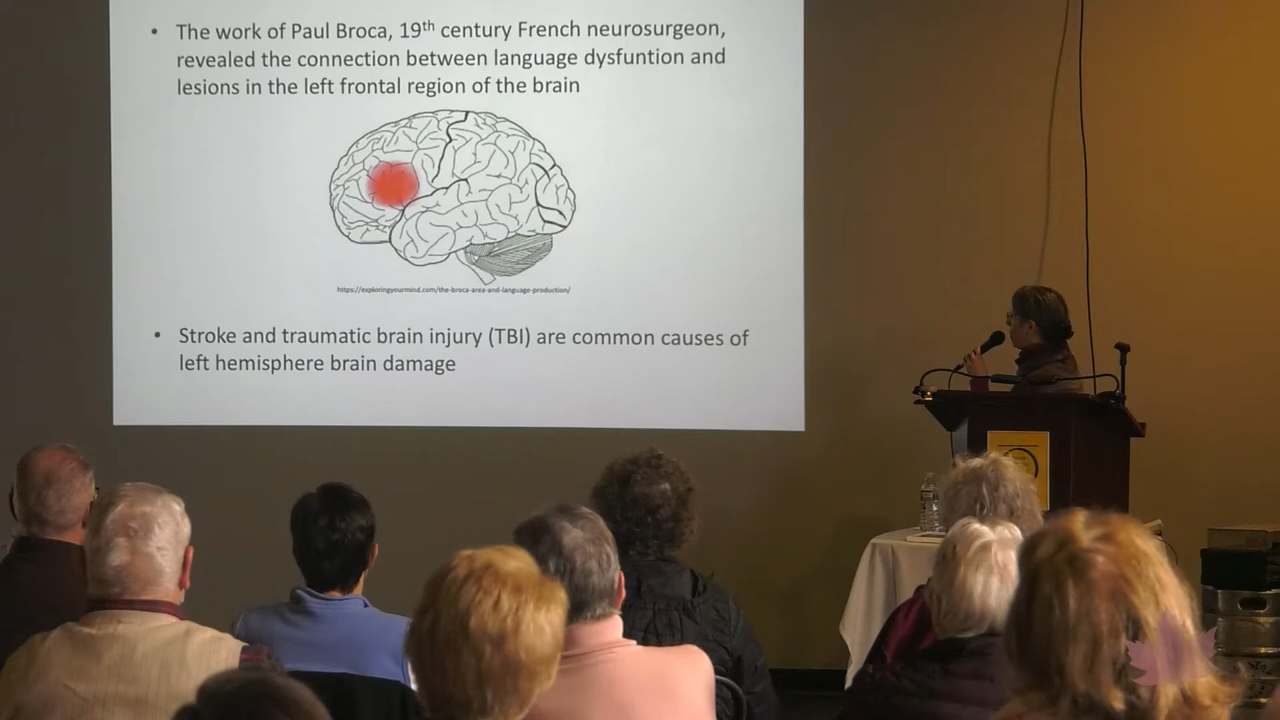 • The work of Paul Broca, 19th century French neurosurgeon,
revealed the connection between language dysfuntion and
lesions in the left frontal region of the brain
https://exploringyourmind.com/the-broca-area-and-language-production/
• Stroke and traumatic brain injury (TBI) are common causes of
left hemisphere brain damage